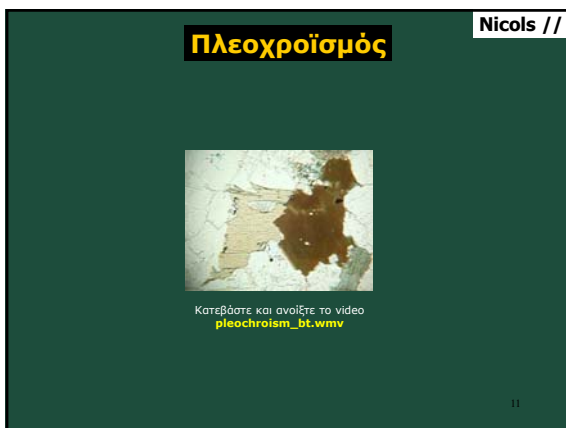 Nicols //
Πλεοχροϊσμός
Κατεβάστε και ανοίξτε το video
pleochroism_bt.wmv
11